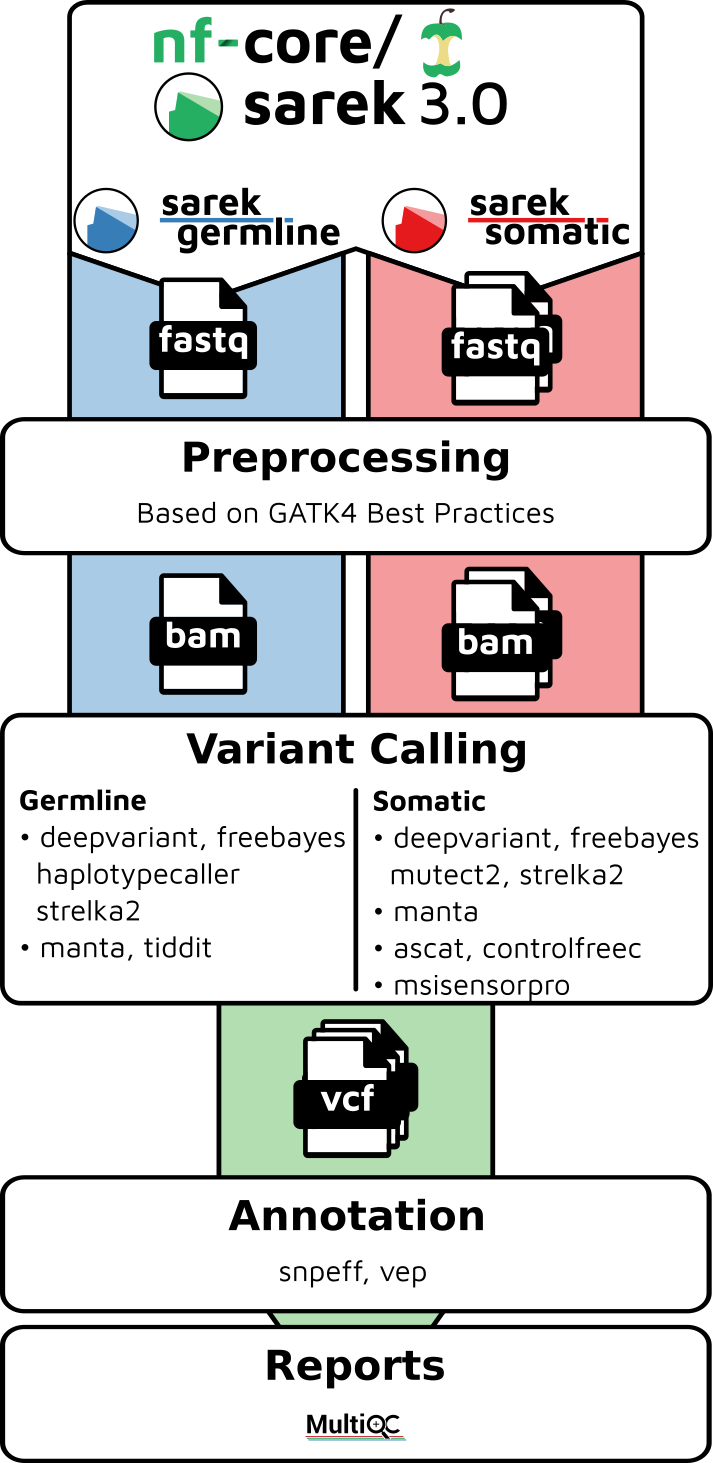 nf-core/
sarek 3.0
sarek
germline
sarek
somatic
fastq
fastq
Preprocessing
Based on GATK4 Best Practices
bam
bam
Variant Calling
Germline
• deepvariant, freebayes
haplotypecaller
strelka2
• manta, tiddit
Somatic
• deepvariant, freebayes
mutect2, strelka2
• manta
• ascat, controlfreec
• msisensorpro
vcf
Annotation
snpeff, vep
Reports
MultiQC